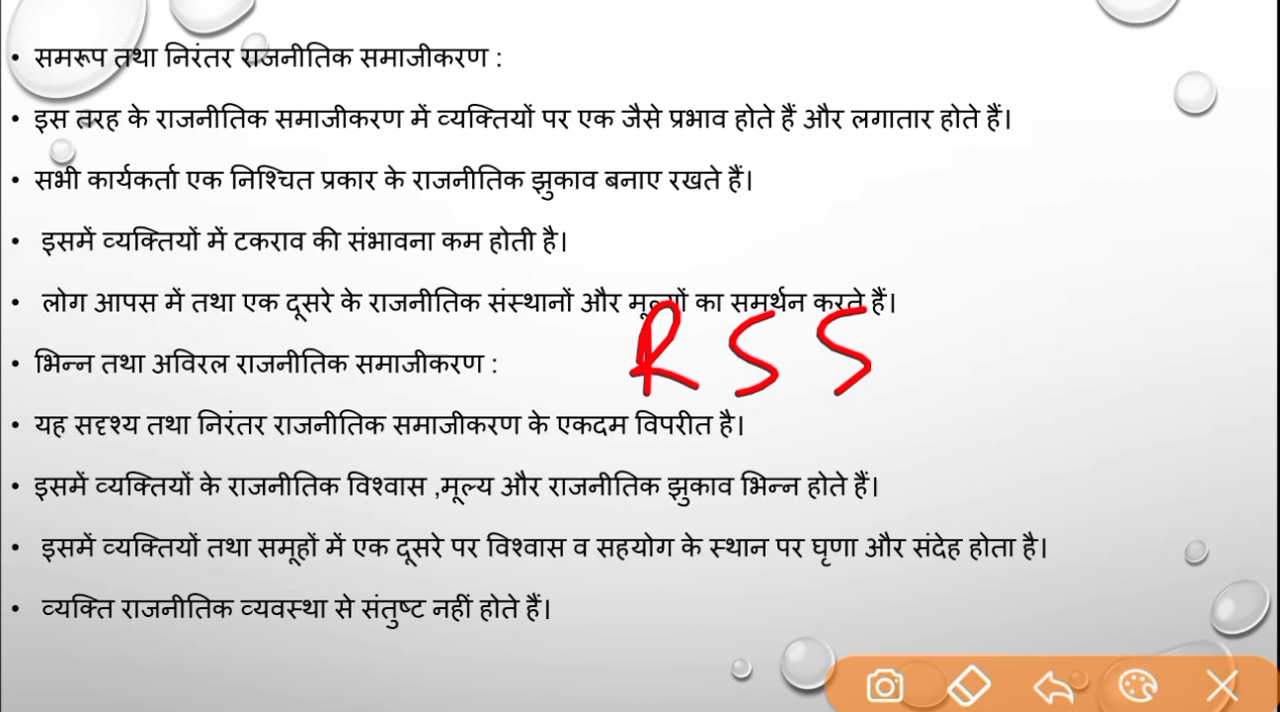 • समरूप तथा निरंतर राजनीतिक समाजीकरण :
• इस तरह के राजनीतिक समाजीकरण में व्यक्तियों पर एक जैसे प्रभाव होते हैं और लगातार होते हैं।
• सभी कार्यकर्ता एक निश्चित प्रकार के राजनीतिक झुकाव बनाए रखते हैं।
• इसमें व्यक्तियों में टकराव की संभावना कम होती है।
• लोग आपस में तथा एक दूसरे के राजनीतिक संस्थानों और मूल्यों का समर्थन करते हैं।
RSS
• भिन्न तथा अविरल राजनीतिक समाजीकरण :
• यह सदृश्य तथा निरंतर राजनीतिक समाजीकरण के एकदम विपरीत है।
• इसमें व्यक्तियों के राजनीतिक विश्वास ,मूल्य और राजनीतिक झुकाव भिन्न होते हैं।
• इसमें व्यक्तियों तथा समूहों में एक दूसरे पर विश्वास व सहयोग के स्थान पर घृणा और संदेह होता है।
• व्यक्ति राजनीतिक व्यवस्था से संतुष्ट नहीं होते हैं।